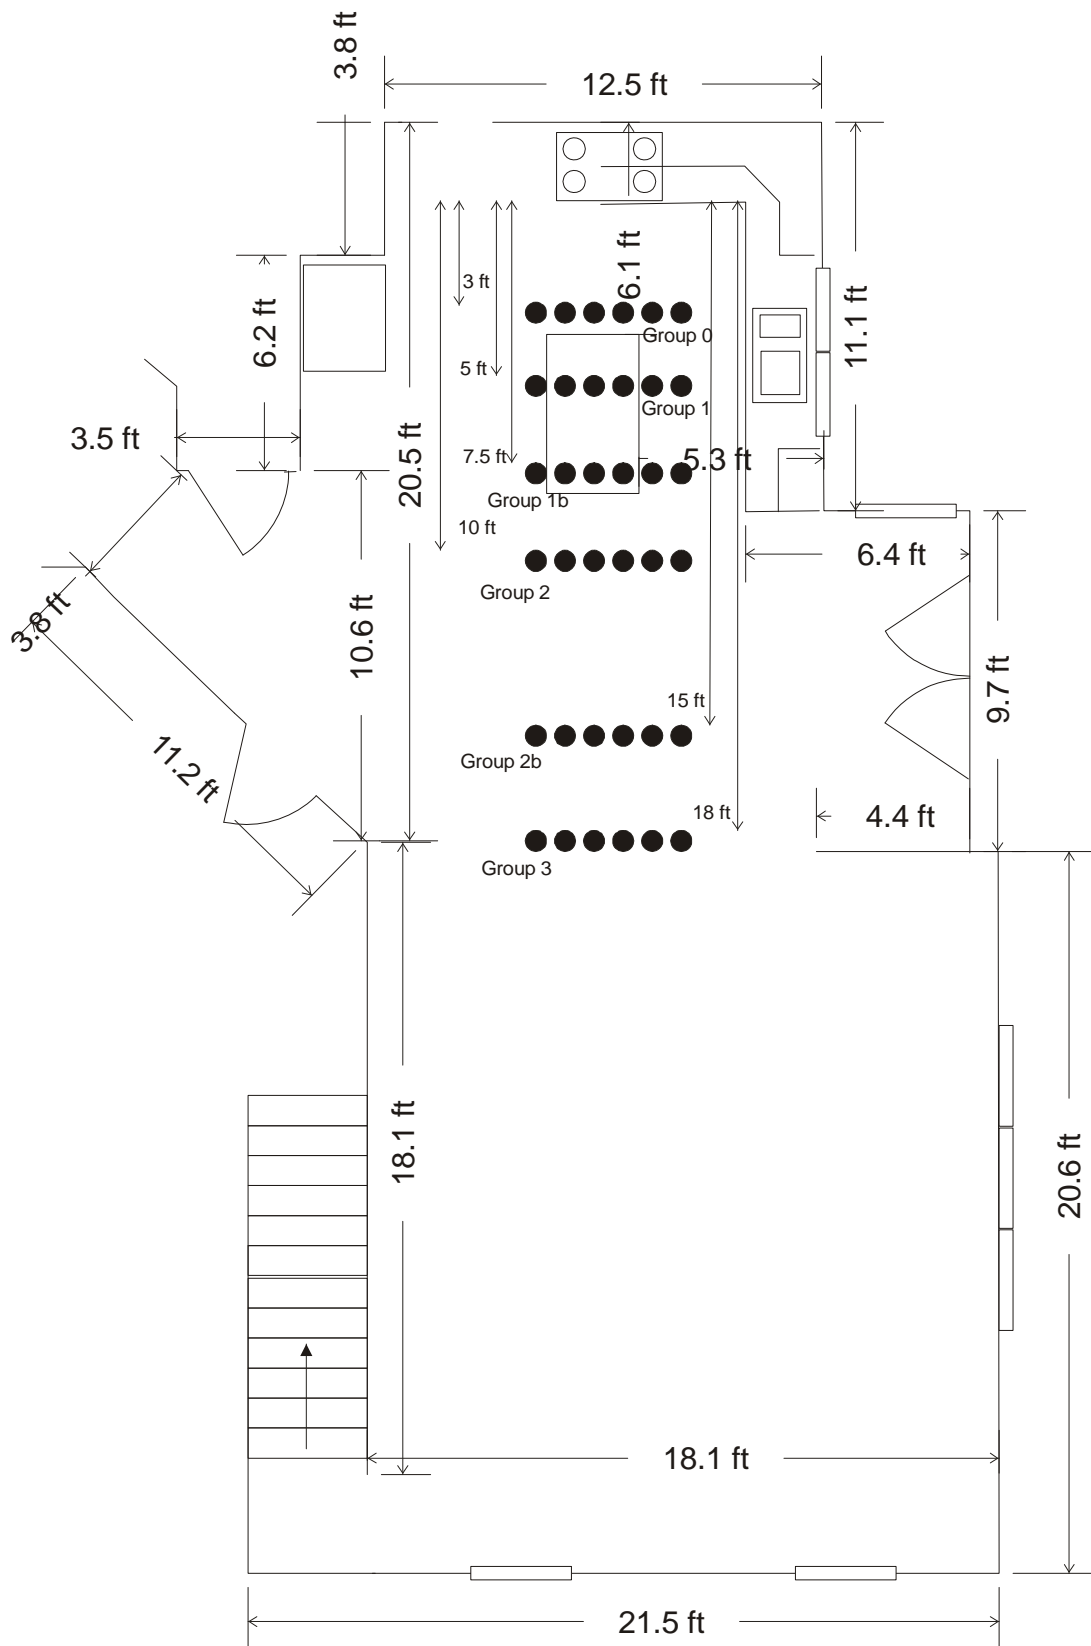 3.8 ft
12.5 ft
3 ft
6.1 ft
6.2 ft
11.1 ft
Group 0
5 ft
Group 1
3.5 ft
20.5 ft
7.5 ft
5.3 ft
Group 1b
10 ft
6.4 ft
Group 2
3.8 ft
10.6 ft
9.7 ft
15 ft
Group 2b
11.2 ft
18 ft
4.4 ft
Group 3
18.1 ft
20.6 ft
18.1 ft
21.5 ft